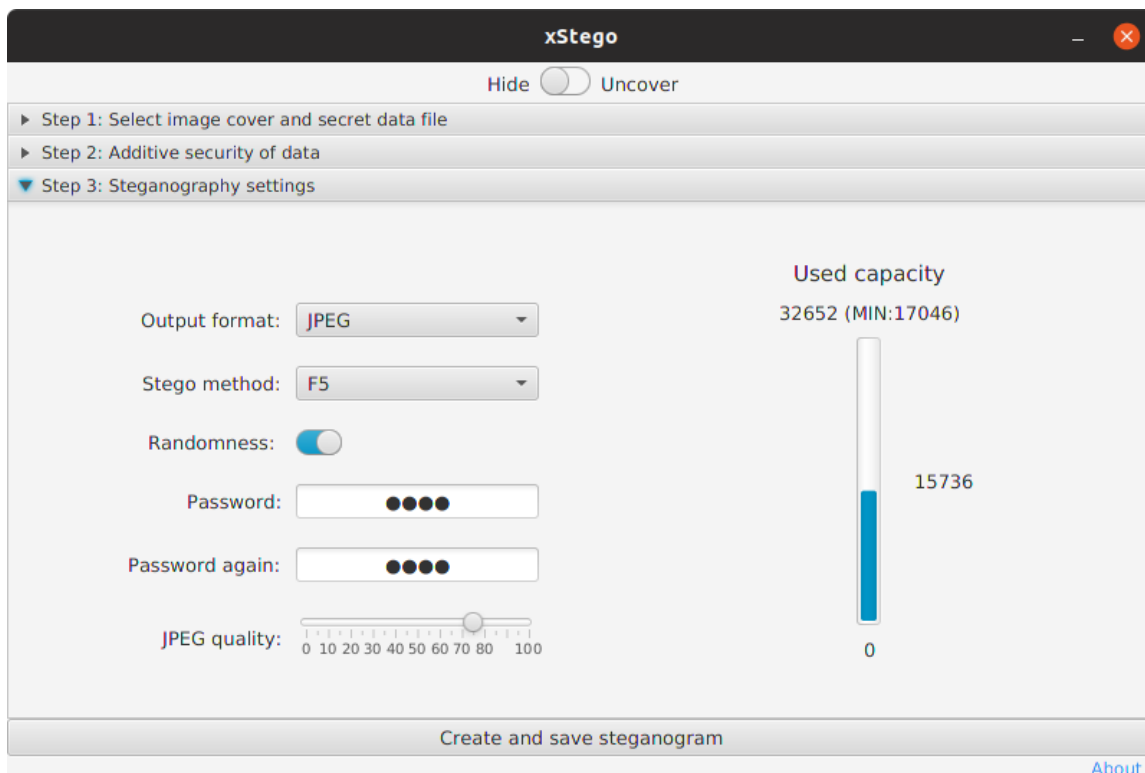 xStego
Hide Uncover
Step 1: Select image cover and secret data file
Step 2: Additive security of data
Step 3: Steganography settings
Used capacity
32652 (MIN:17046)
Output format: JPEG
Stego method: F5
Randomness:
15736
Password: ●●●●
Password again: ●●●●
JPEG quality:
0 10 20 30 40 50 60 70 80 100
0
Create and save steganogram
About